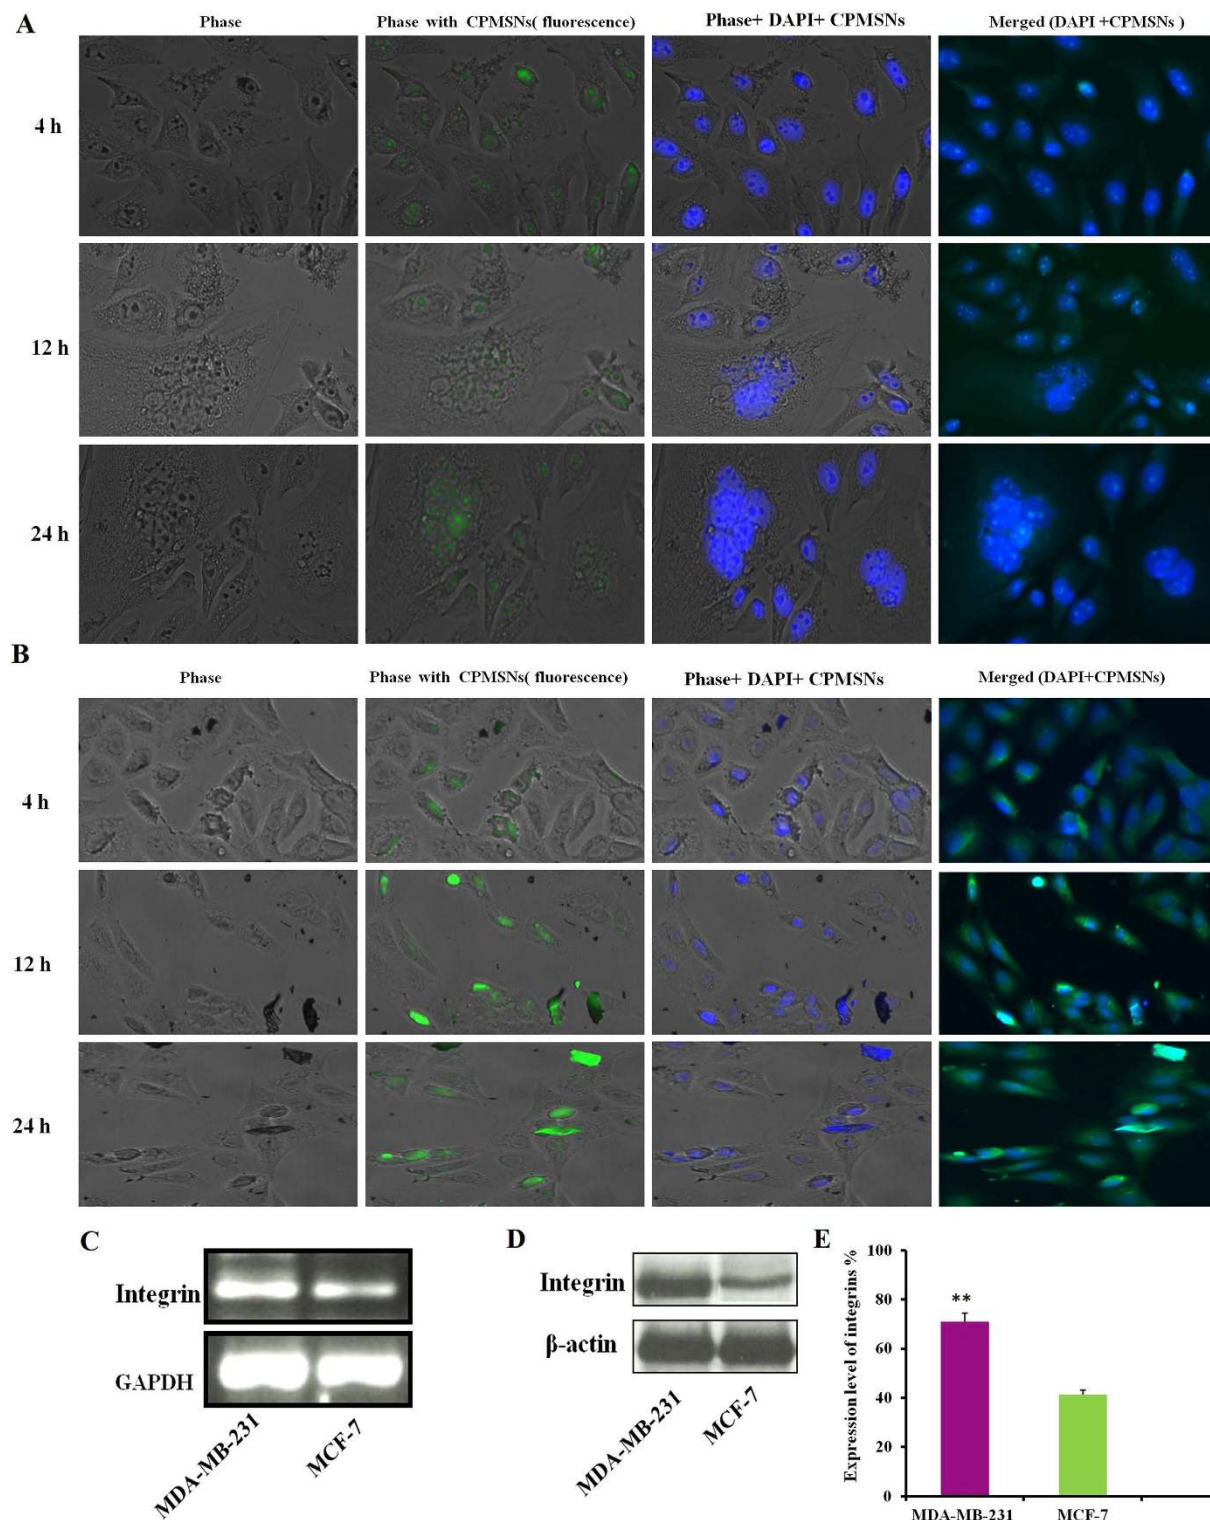 A
Phase
Phase with CPMSNs( fluorescence)
Phase+ DAPI+ CPMSNs
Merged (DAPI +CPMSNs )
4 h
12 h
24 h
B
Phase
Phase with CPMSNs( fluorescence)
Phase+ DAPI+ CPMSNs
Merged (DAPI+CPMSNs)
4 h
12 h
24 h
C
Integrin
GAPDH
MDA-MB-231
MCF-7
D
Integrin
β-actin
MDA-MB-231
MCF-7
E
Expression level of integrins %
100
80
60
40
20
0
**
MDA-MB-231
MCF-7